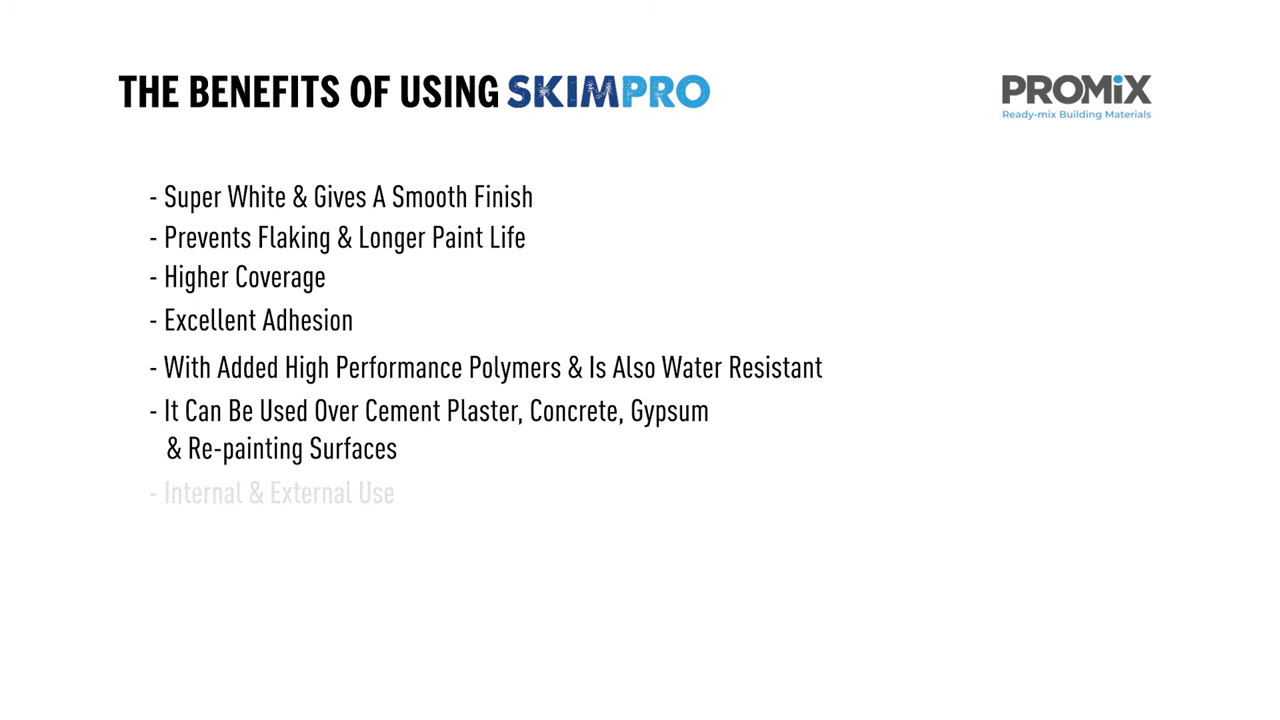 THE BENEFITS OF USING SKIMPRO
PROMiX
Ready-mix Building Materials
- Super White & Gives A Smooth Finish
- Prevents Flaking & Longer Paint Life
- Higher Coverage
- Excellent Adhesion
- With Added High Performance Polymers & Is Also Water Resistant
- It Can Be Used Over Cement Plaster, Concrete, Gypsum
& Re-painting Surfaces
- Internal & External Use